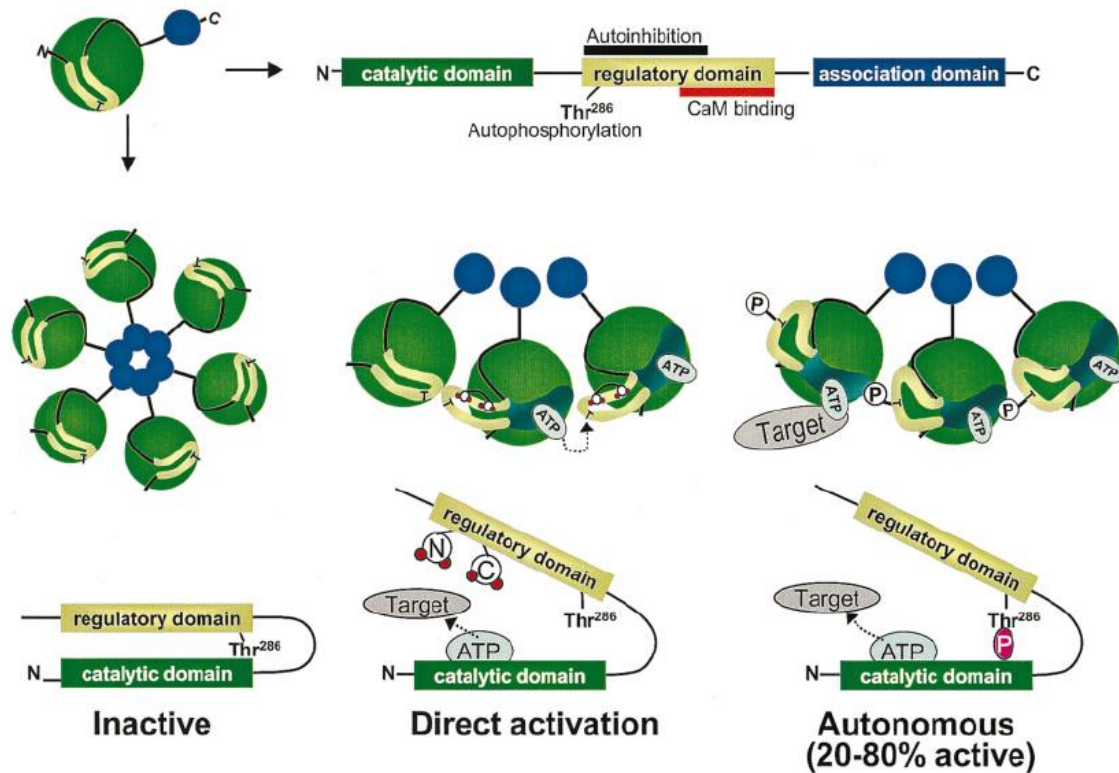 N
C
T
Autoinhibition
N catalytic domain regulatory domain association domain C
Thr286
CaM binding
Autophosphorylation
T
T
T
T
T
T
T
T
T
ATP
ATP
P
P
P
ATP
ATP
ATP
Target
regulatory domain
N
C
Target
ATP
Thr286
N catalytic domain
regulatory domain
Target
ATP
Thr286
P
N catalytic domain
regulatory domain
Thr286
N catalytic domain
Inactive
Direct activation
Autonomous
(20-80% active)